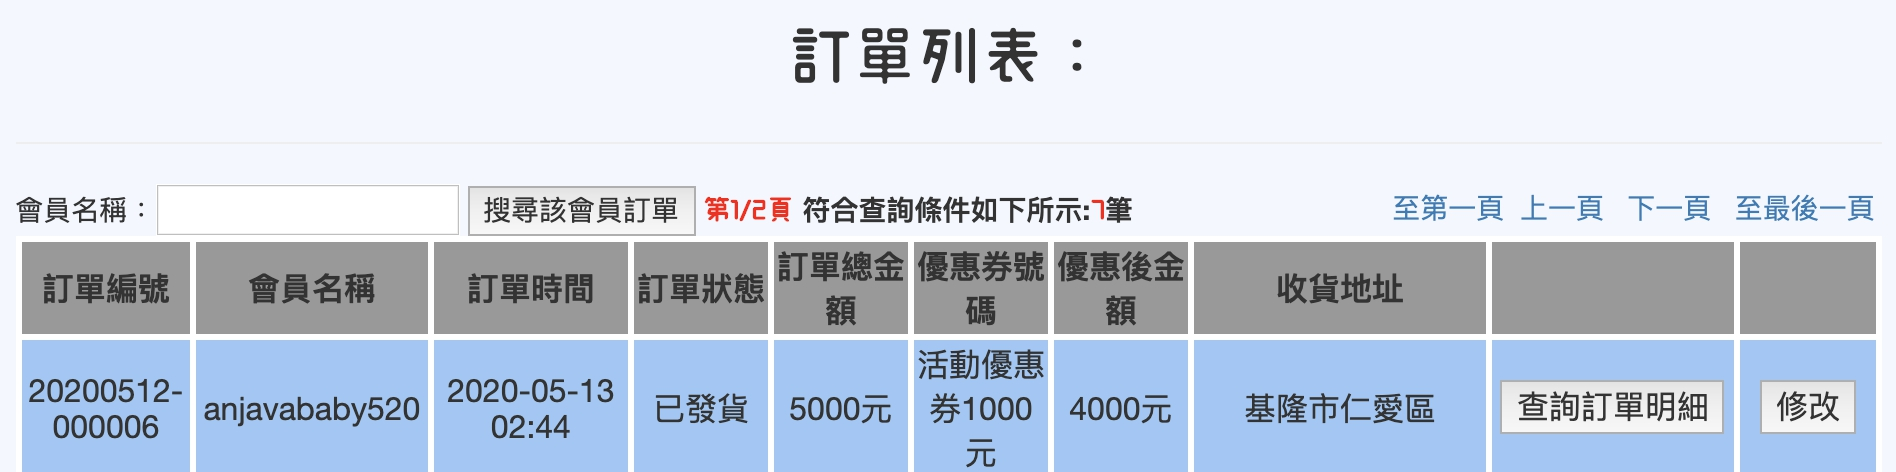 訂單列表：
會員名稱： 搜尋該會員訂單 第1/2頁 符合查詢條件如下所示:7筆 至第一頁 上一頁 下一頁 至最後一頁
訂單編號 會員名稱 訂單時間 訂單狀態 訂單總金額 優惠券號碼 優惠後金額 收貨地址
20200512-000006 anjavababy520 2020-05-13 02:44 已發貨 5000元 活動優惠券1000元 4000元 基隆市仁愛區 查詢訂單明細 修改